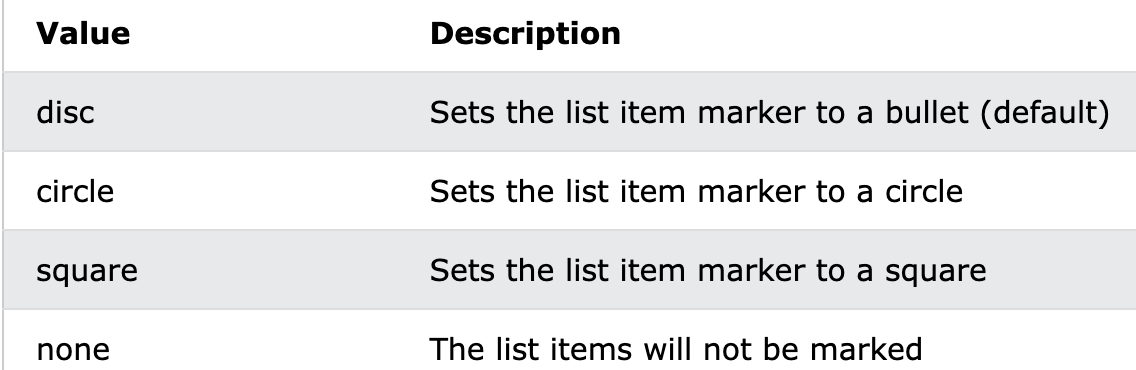 Value Description
disc Sets the list item marker to a bullet (default)
circle Sets the list item marker to a circle
square Sets the list item marker to a square
none The list items will not be marked